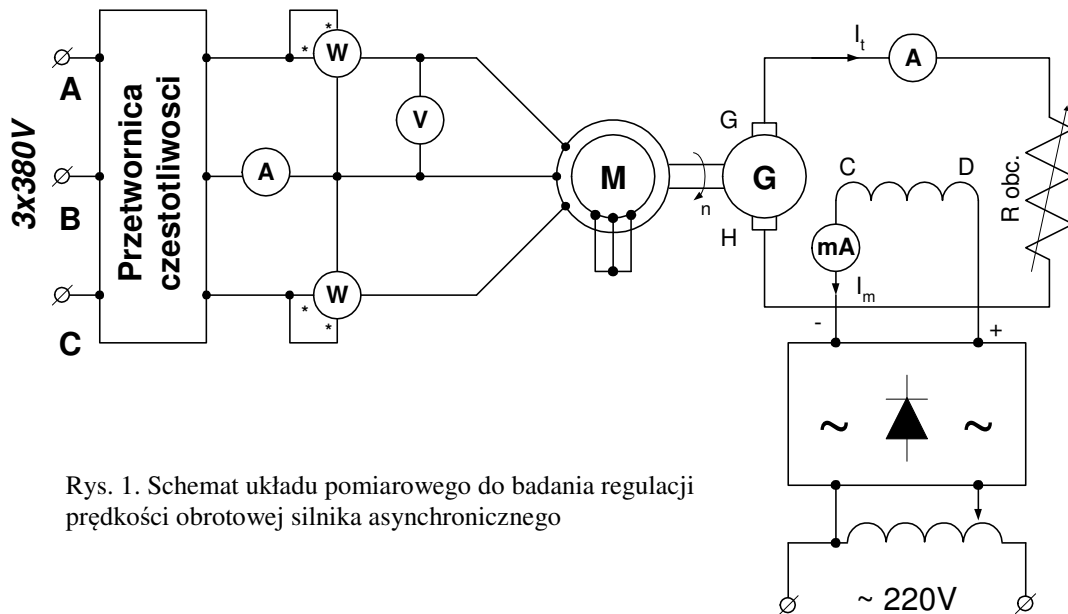 3x380V
A
B
C
Przetwornica
czestotliwosci
*
*
W
A
V
*
*
W
M
n
G
G
H
I_t
A
R obc.
C
D
mA
I_m
-
+
~
~
~ 220V
Rys. 1. Schemat układu pomiarowego do badania regulacji
prędkości obrotowej silnika asynchronicznego